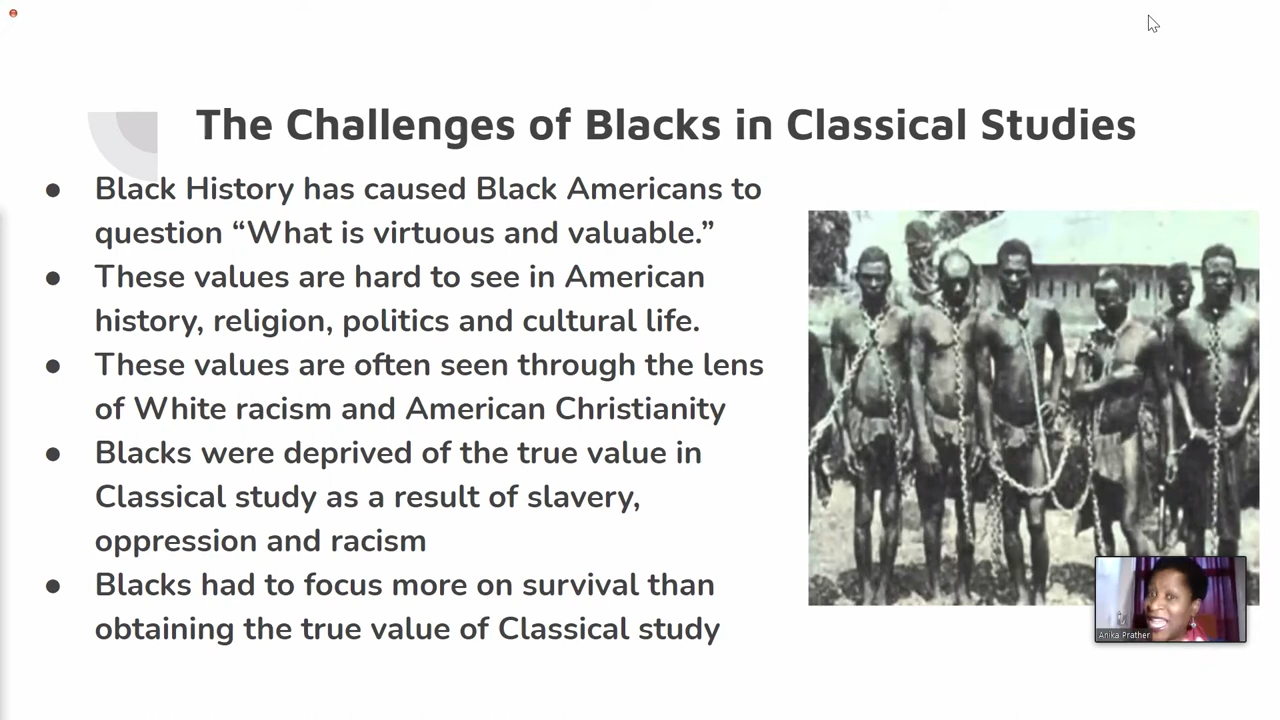 The Challenges of Blacks in Classical Studies
● Black History has caused Black Americans to
question “What is virtuous and valuable.”
● These values are hard to see in American
history, religion, politics and cultural life.
● These values are often seen through the lens
of White racism and American Christianity
● Blacks were deprived of the true value in
Classical study as a result of slavery,
oppression and racism
● Blacks had to focus more on survival than
obtaining the true value of Classical study
Anika Prather